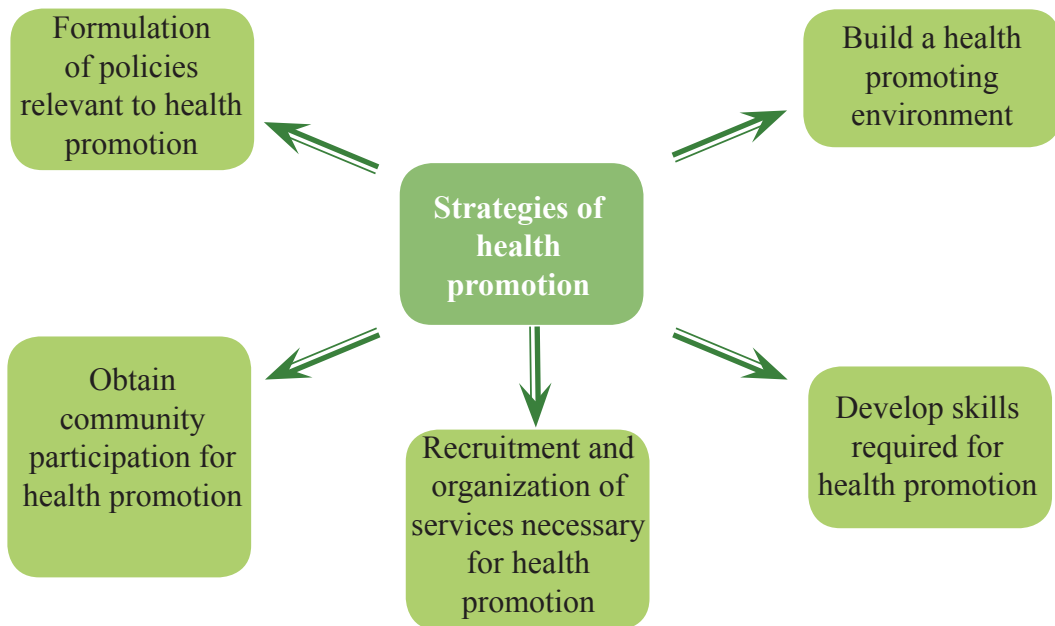 Formulation
of policies
relevant to health
promotion
Build a health
promoting
environment
Strategies of
health
promotion
Obtain
community
participation for
health promotion
Recruitment and
organization of
services necessary
for health
promotion
Develop skills
required for
health promotion